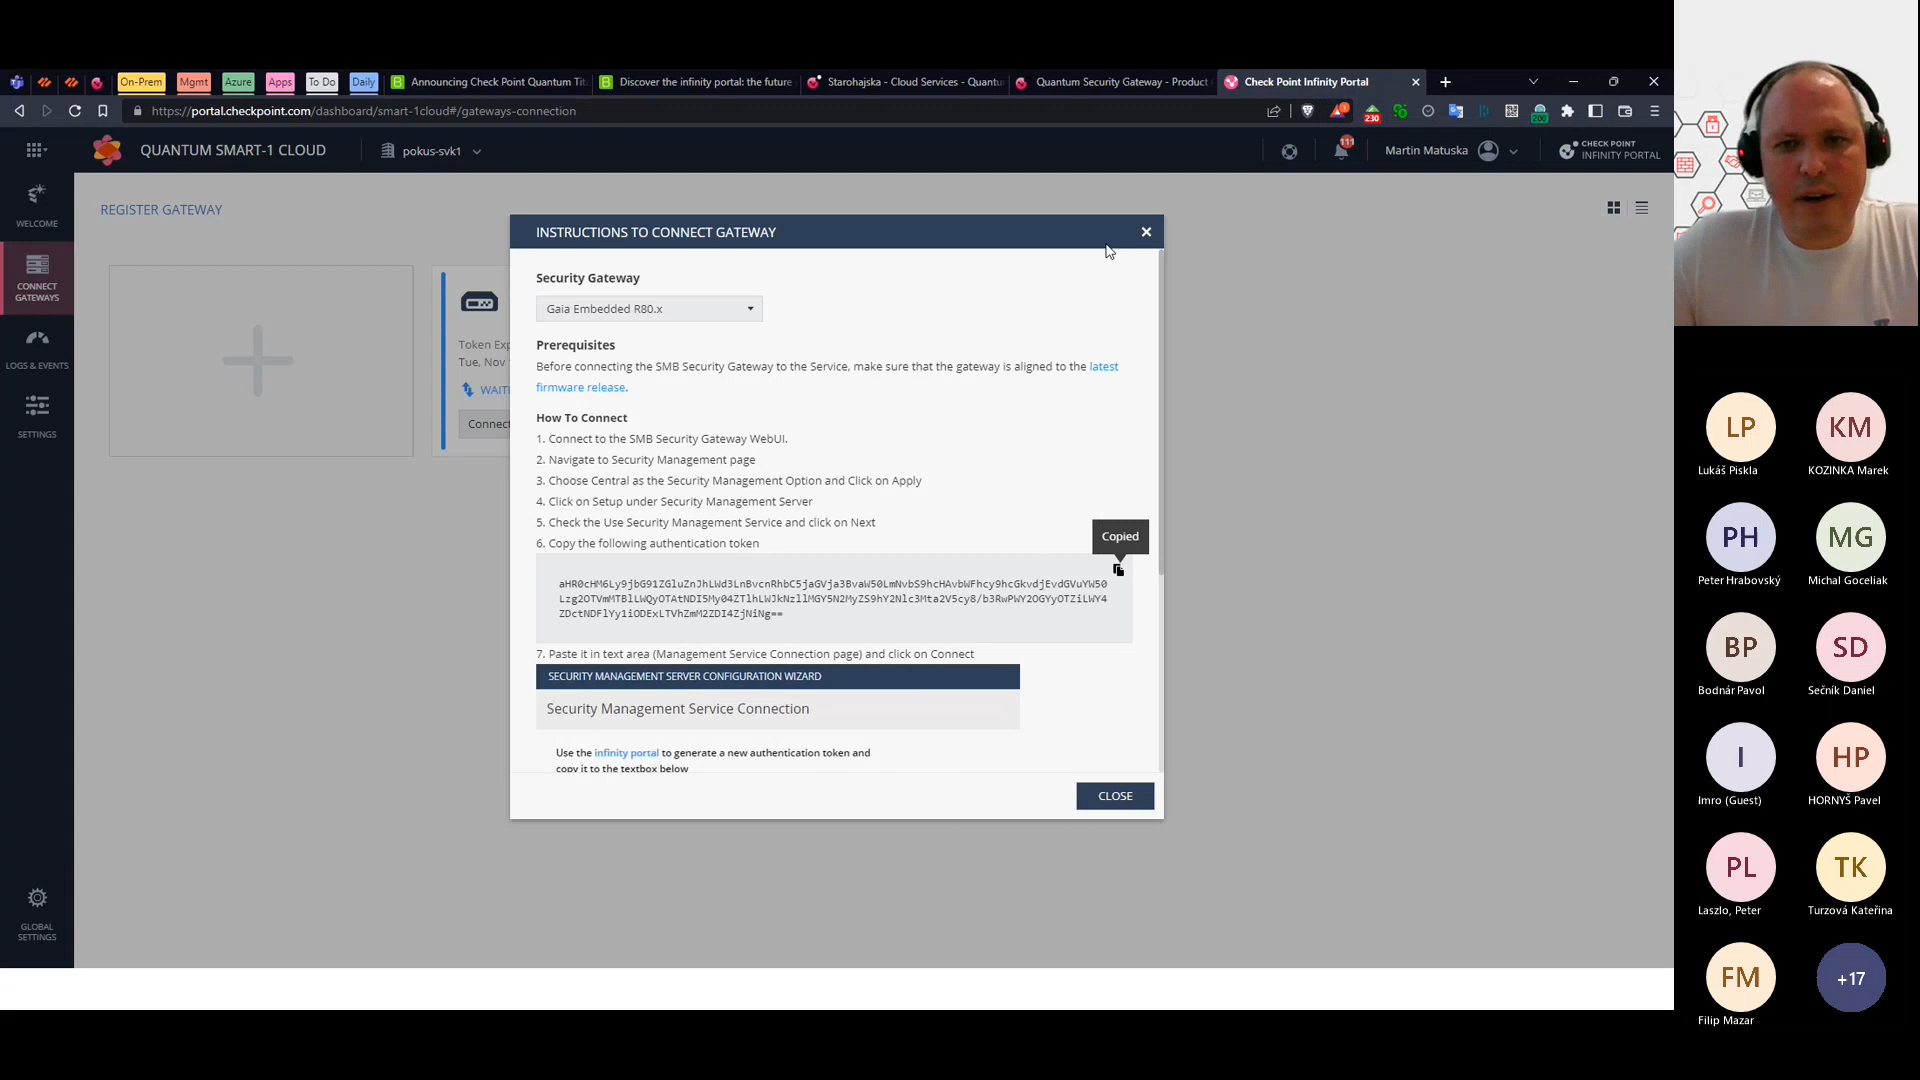 On-Prem
Mgmt
Azure
Apps
To Do
Daily
Announcing Check Point Quantum Tit
Discover the infinity portal: the future
Starohajska - Cloud Services - Quantu
Quantum Security Gateway - Product
Check Point Infinity Portal
https://portal.checkpoint.com/dashboard/smart-1cloud#/gateways-connection
230
200
QUANTUM SMART-1 CLOUD
pokus-svk1
111
Martin Matuska
CHECK POINT
INFINITY PORTAL
WELCOME
CONNECT
GATEWAYS
LOGS & EVENTS
SETTINGS
GLOBAL
SETTINGS
REGISTER GATEWAY
Token Exp
Tue, Nov
WAITI
Connect
INSTRUCTIONS TO CONNECT GATEWAY
Security Gateway
Gaia Embedded R80.x
Prerequisites
Before connecting the SMB Security Gateway to the Service, make sure that the gateway is aligned to the latest
firmware release.
How To Connect
1. Connect to the SMB Security Gateway WebUI.
2. Navigate to Security Management page
3. Choose Central as the Security Management Option and Click on Apply
4. Click on Setup under Security Management Server
5. Check the Use Security Management Service and click on Next
6. Copy the following authentication token
Copied
7. Paste it in text area (Management Service Connection page) and click on Connect
SECURITY MANAGEMENT SERVER CONFIGURATION WIZARD
Security Management Service Connection
Use the infinity portal to generate a new authentication token and
copy it to the textbox below
CLOSE
LP
Lukáš Piskla
KM
KOZINKA Marek
PH
Peter Hrabovský
MG
Michal Goceliak
BP
Bodnár Pavol
SD
Sečník Daniel
I
Imro (Guest)
HP
HORNYŠ Pavel
PL
Laszlo, Peter
TK
Turzová Kateřina
FM
Filip Mazar
+17